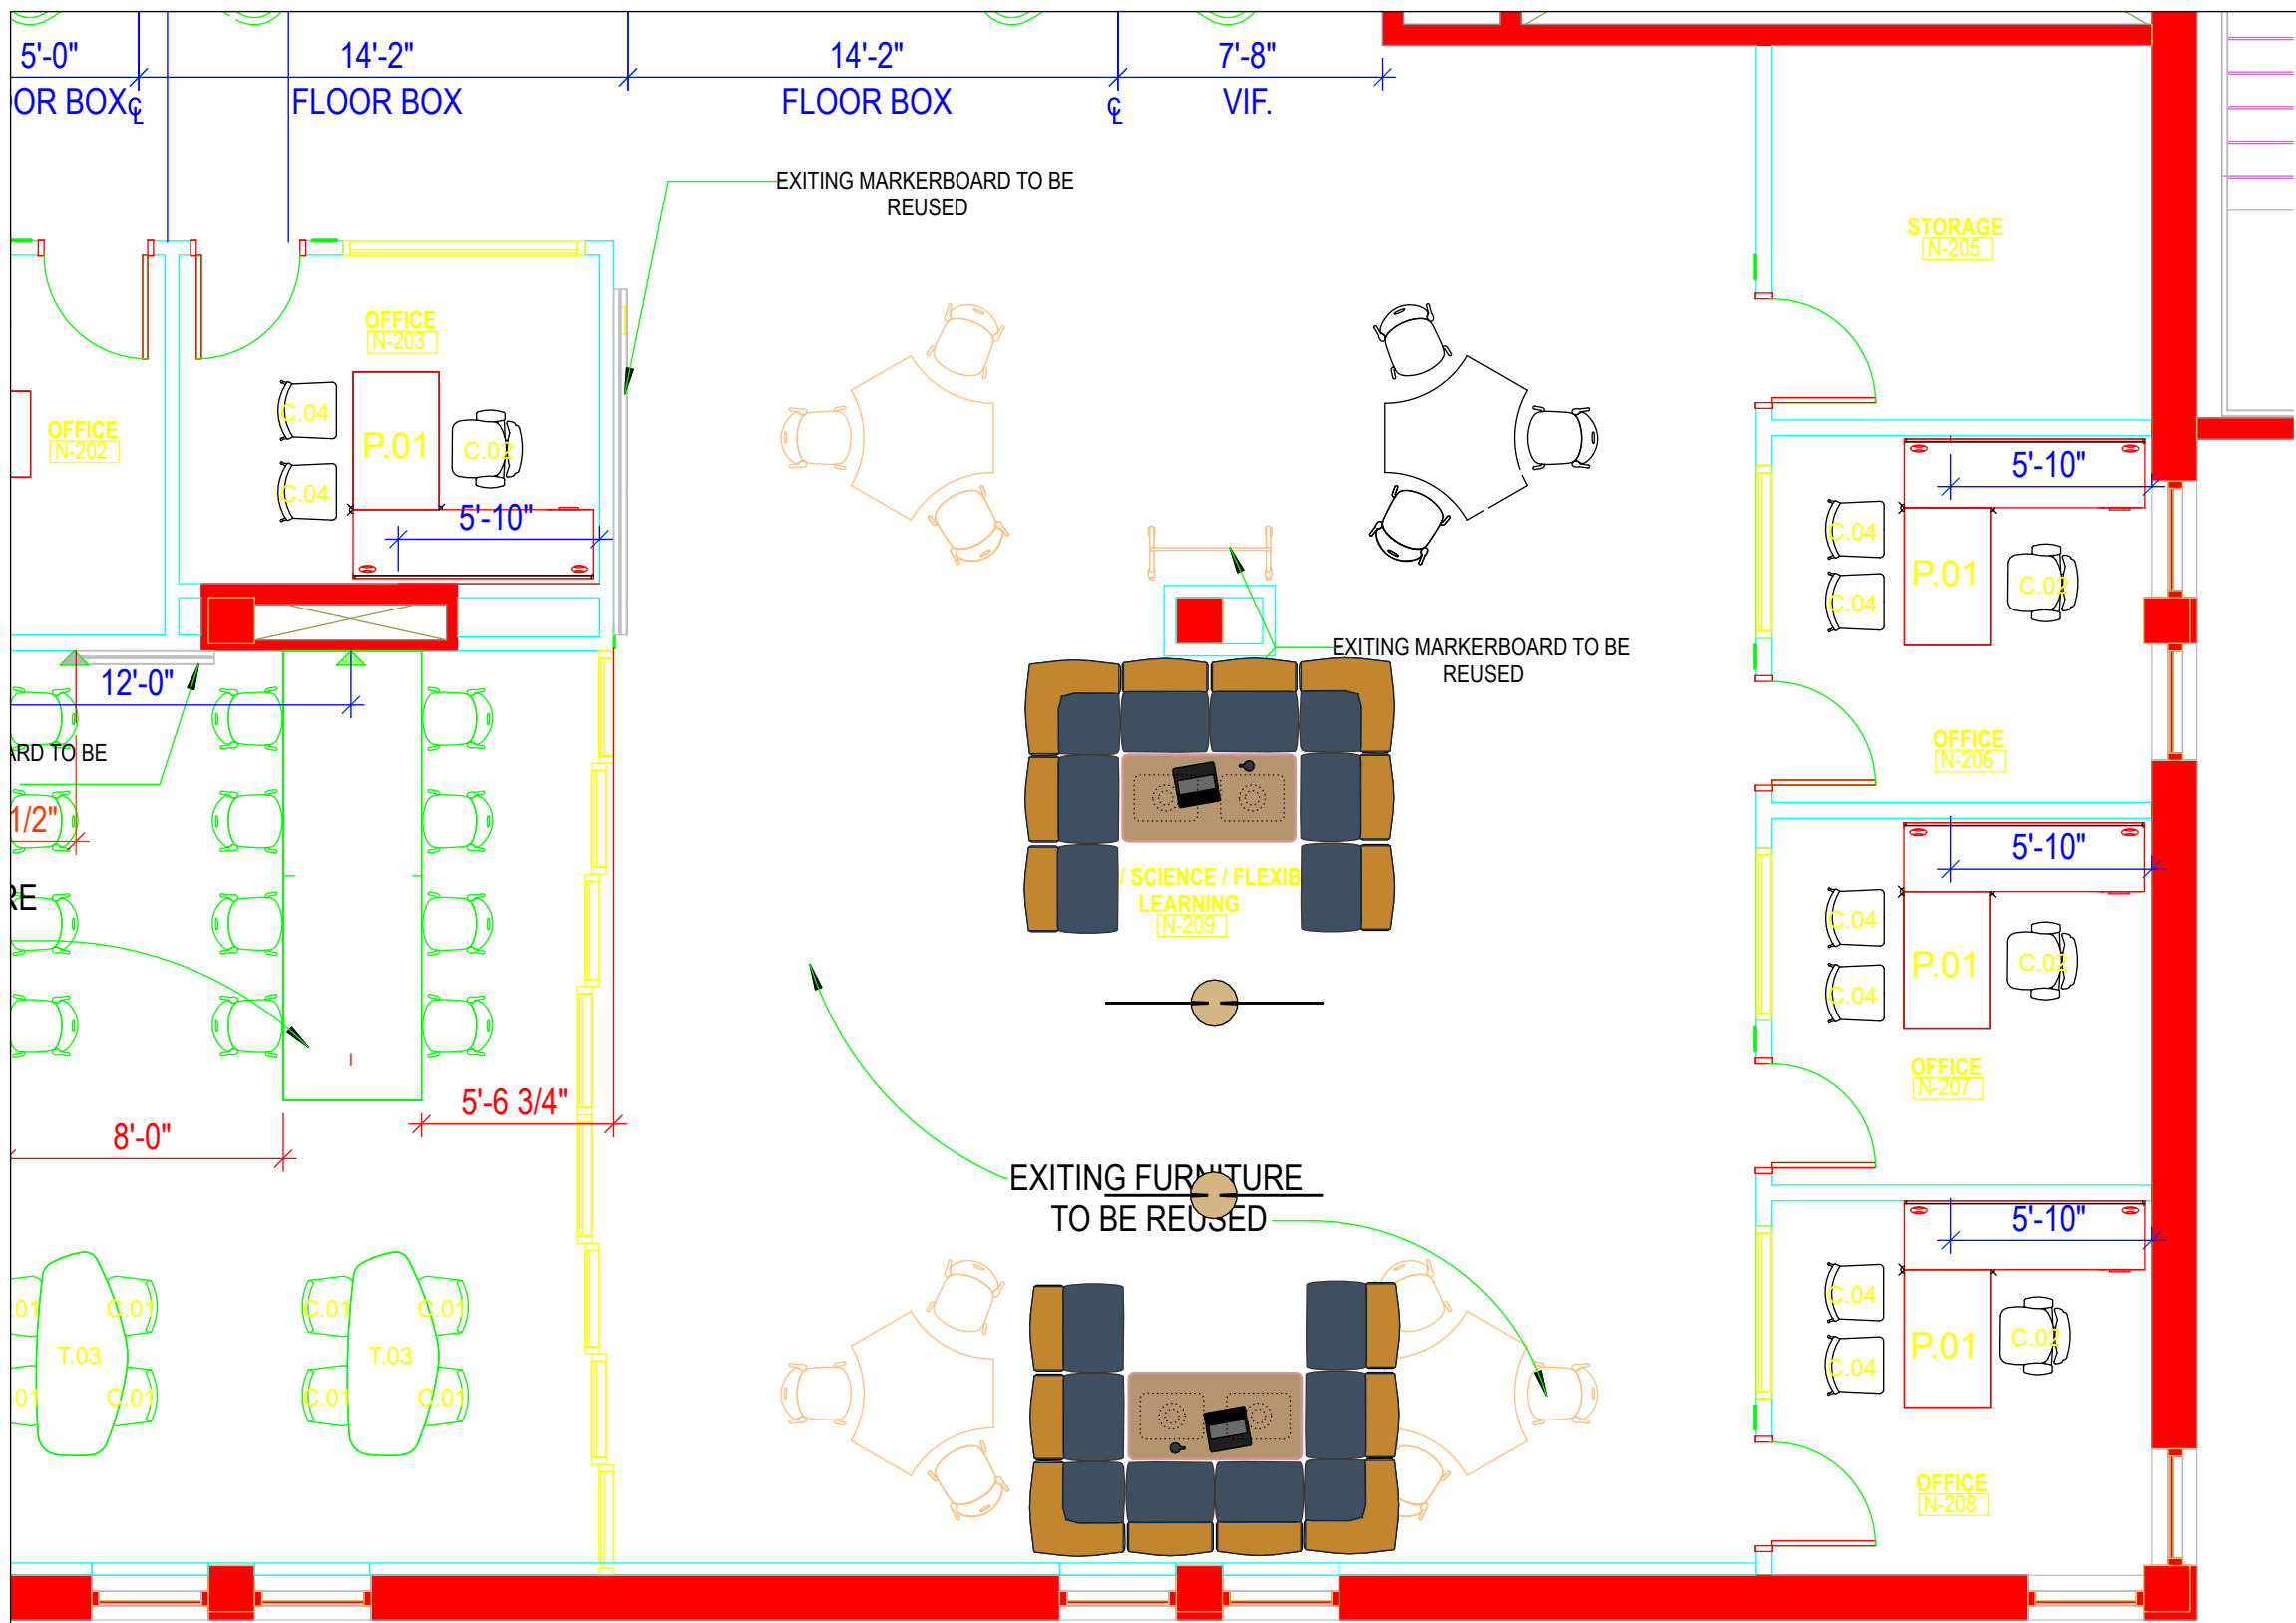 5'-0"
14'-2"
14'-2"
7'-8"
OR BOX
FLOOR BOX
FLOOR BOX
VIF.
EXITING MARKERBOARD TO BE
REUSED
STORAGE
N-205
OFFICE
N-203
OFFICE
N-202
C.04
P.01
C.02
C.04
5'-10"
5'-10"
C.04
P.01
C.02
C.04
EXITING MARKERBOARD TO BE
REUSED
12'-0"
ARD TO BE
OFFICE
N-206
1/2"
RE
5'-10"
/ SCIENCE / FLEXIB
LEARNING
N-209
C.04
P.01
C.02
C.04
OFFICE
N-207
5'-6 3/4"
8'-0"
EXITING FURNITURE
TO BE REUSED
5'-10"
01
C.01
C.01
C.01
T.03
T.03
01
C.01
C.01
C.01
C.04
P.01
C.02
C.04
OFFICE
N-208